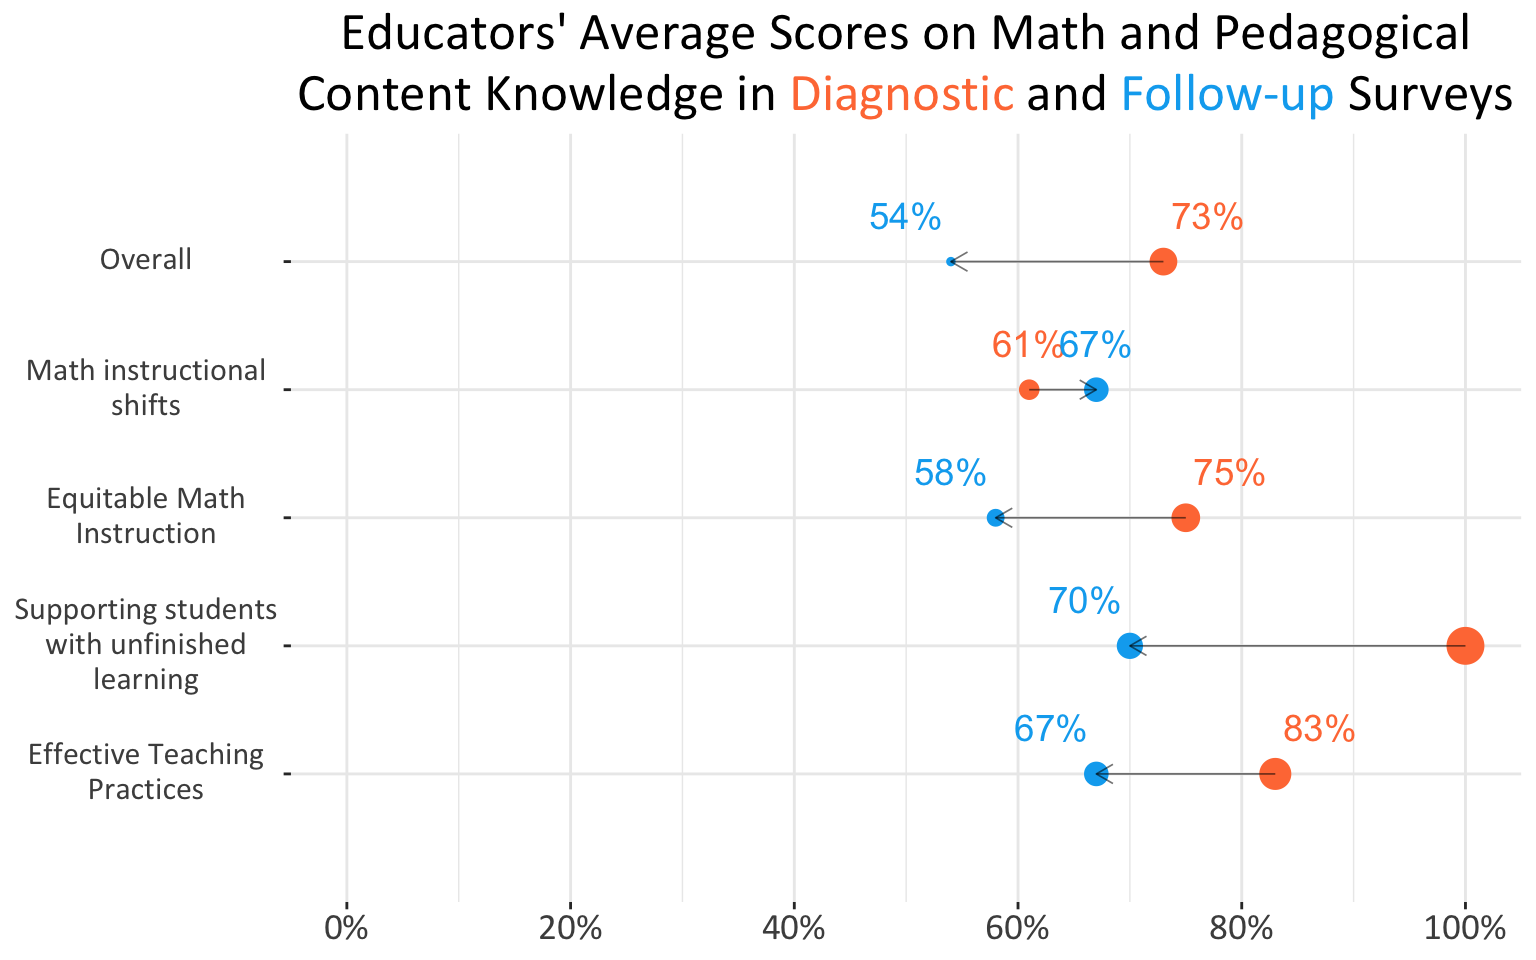 Educators' Average Scores on Math and Pedagogical
Content Knowledge in Diagnostic and Follow-up Surveys
54%
73%
Overall
61%
67%
Math instructional
shifts
58%
75%
Equitable Math
Instruction
70%
Supporting students
with unfinished
learning
67%
83%
Effective Teaching
Practices
0%
20%
40%
60%
80%
100%